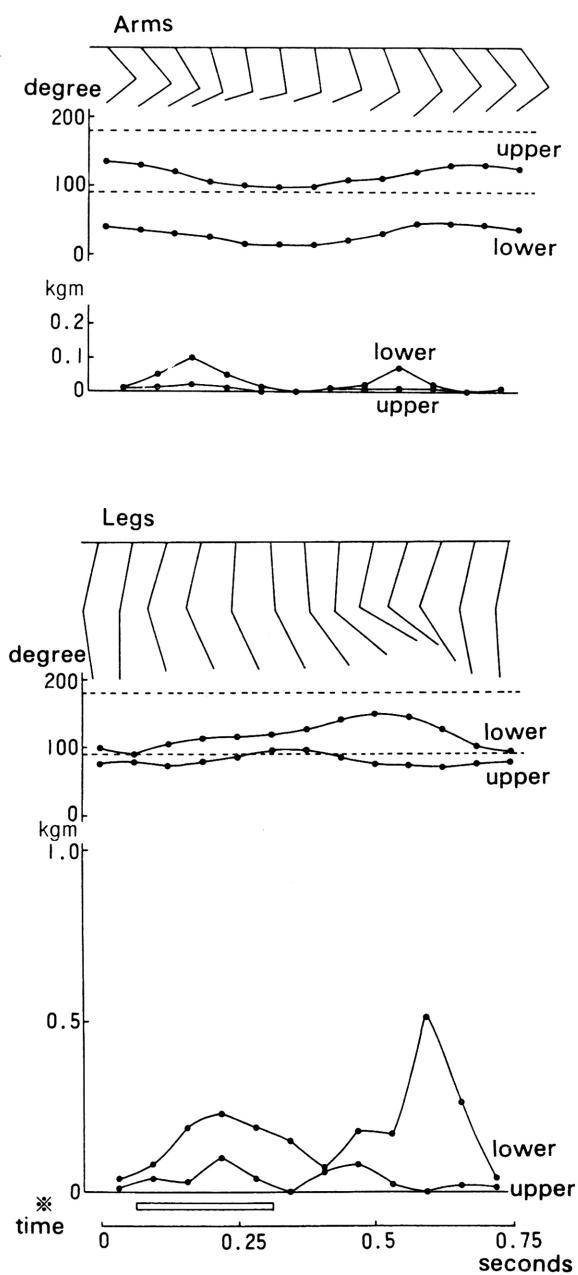 Arms
degree
200
upper
100
lower
0
kgm
0.2
0.1
lower
0
upper
Legs
degree
200
lower
100
upper
0
kgm
1.0
0.5
lower
0
upper
※
time
0 0.25 0.5 0.75
seconds